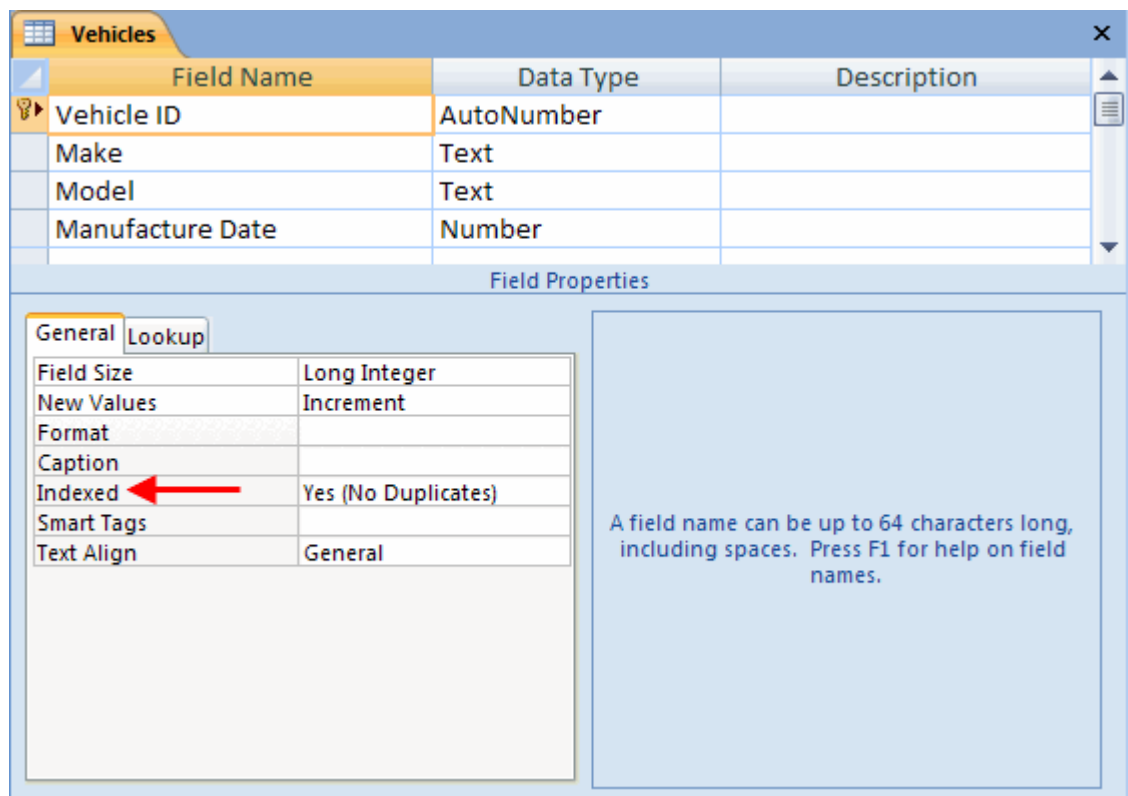 Vehicles
Field Name Data Type Description
Vehicle ID AutoNumber
Make Text
Model Text
Manufacture Date Number
Field Properties
General Lookup
Field Size Long Integer
New Values Increment
Format
Caption
Indexed Yes (No Duplicates)
Smart Tags
Text Align General
A field name can be up to 64 characters long,
including spaces. Press F1 for help on field
names.